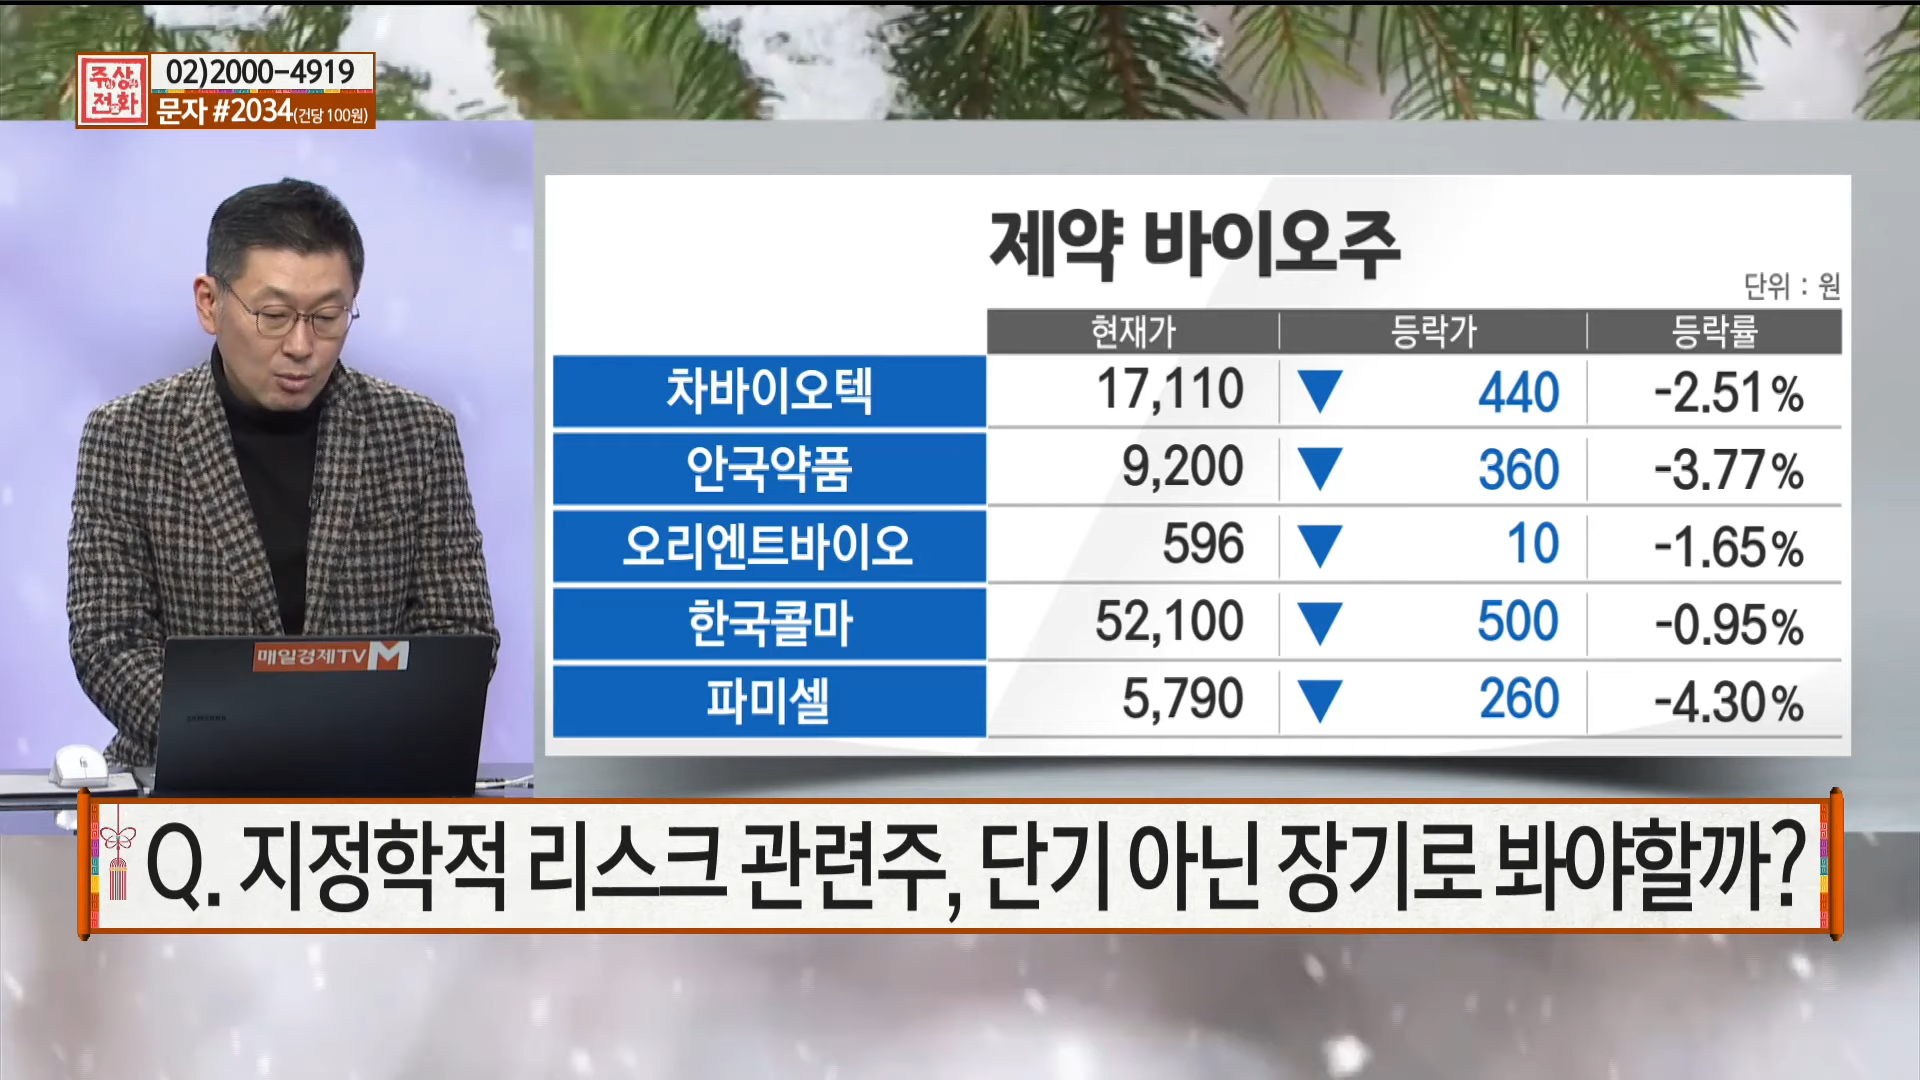 주상
전화
02)2000-4919
문자 #2034(건당 100원)
제약 바이오주
단위 : 원
현재가 등락가 등락률
차바이오텍 17,110 ▼ 440 -2.51%
안국약품 9,200 ▼ 360 -3.77%
오리엔트바이오 596 ▼ 10 -1.65%
한국콜마 52,100 ▼ 500 -0.95%
파미셀 5,790 ▼ 260 -4.30%
매일경제TV M
SAMSUNG
Q. 지정학적 리스크 관련주, 단기 아닌 장기로 봐야할까?